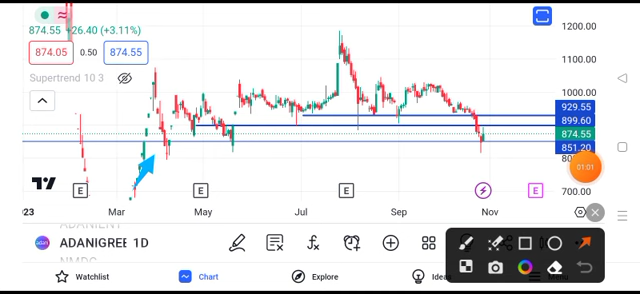 874.55 +26.40 (+3.11%)
874.05 0.50 874.55
Supertrend 10 3
1200.00
1100.00
1000.00
929.55
899.60
874.55
851.20
700.00
01:01
E E E E
Mar May Jul Sep Nov
ADANIGREE 1D
Watchlist Chart Explore Ideas